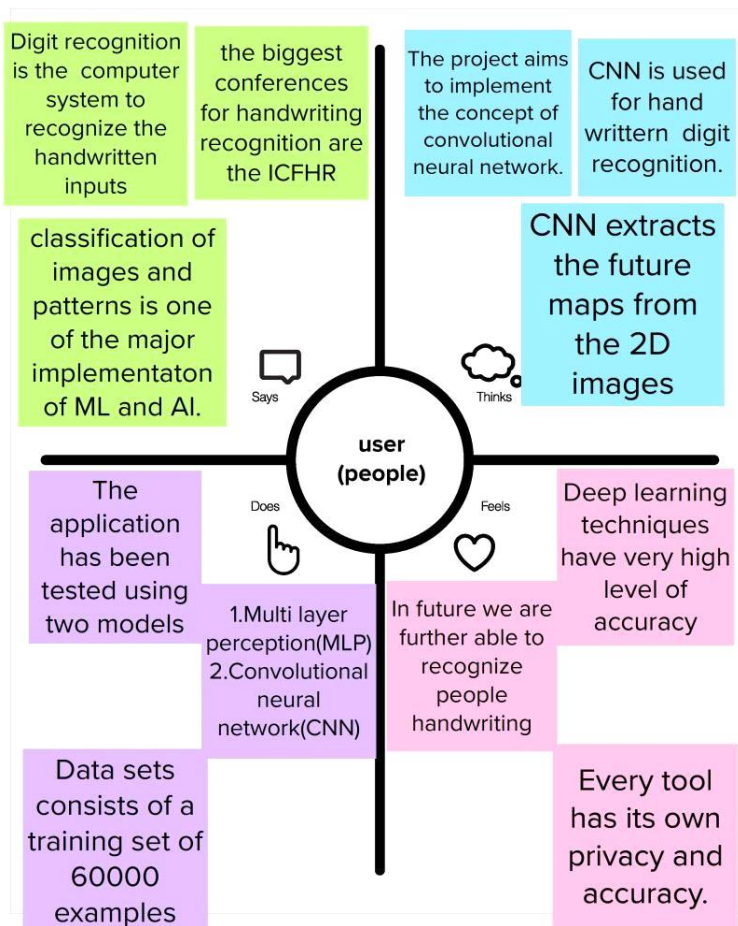 Digit recognition
is the computer
system to
recognize the
handwritten
inputs
the biggest
conferences
for handwriting
recognition are
the ICFHR
classification of
images and
patterns is one
of the major
implementaton
of ML and AI.
Says
The project aims
to implement
the concept of
convolutional
neural network.
CNN is used
for hand
writtern digit
recognition.
CNN extracts
the future
maps from
the 2D
images
Thinks
user
(people)
Does
The
application
has been
tested using
two models
1.Multi layer
perception(MLP)
2.Convolutional
neural
network(CNN)
Data sets
consists of a
training set of
60000
examples
Feels
Deep learning
techniques
have very high
level of
accuracy
In future we are
further able to
recognize
people
handwriting
Every tool
has its own
privacy and
accuracy.